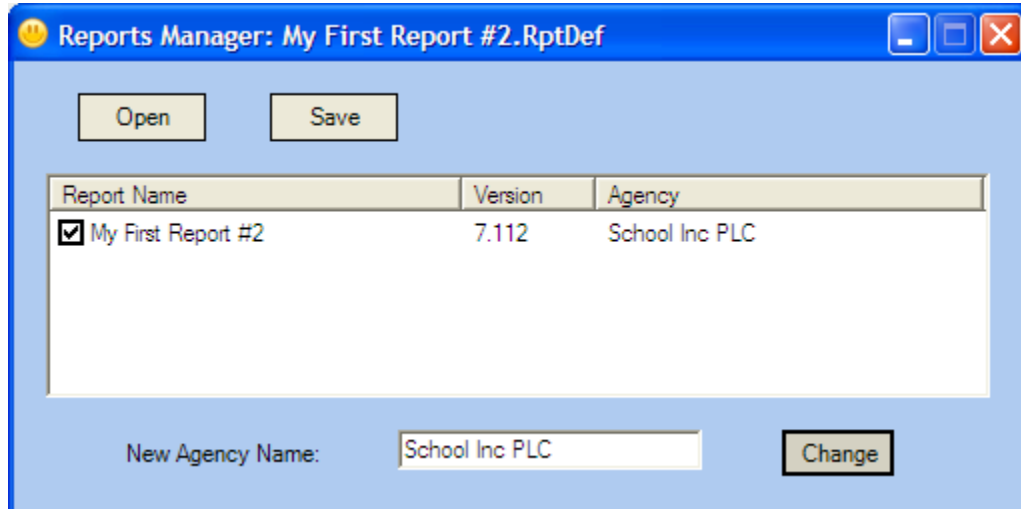 Reports Manager: My First Report #2.RptDef
Open Save
Report Name Version Agency
My First Report #2 7.112 School Inc PLC
New Agency Name: School Inc PLC Change